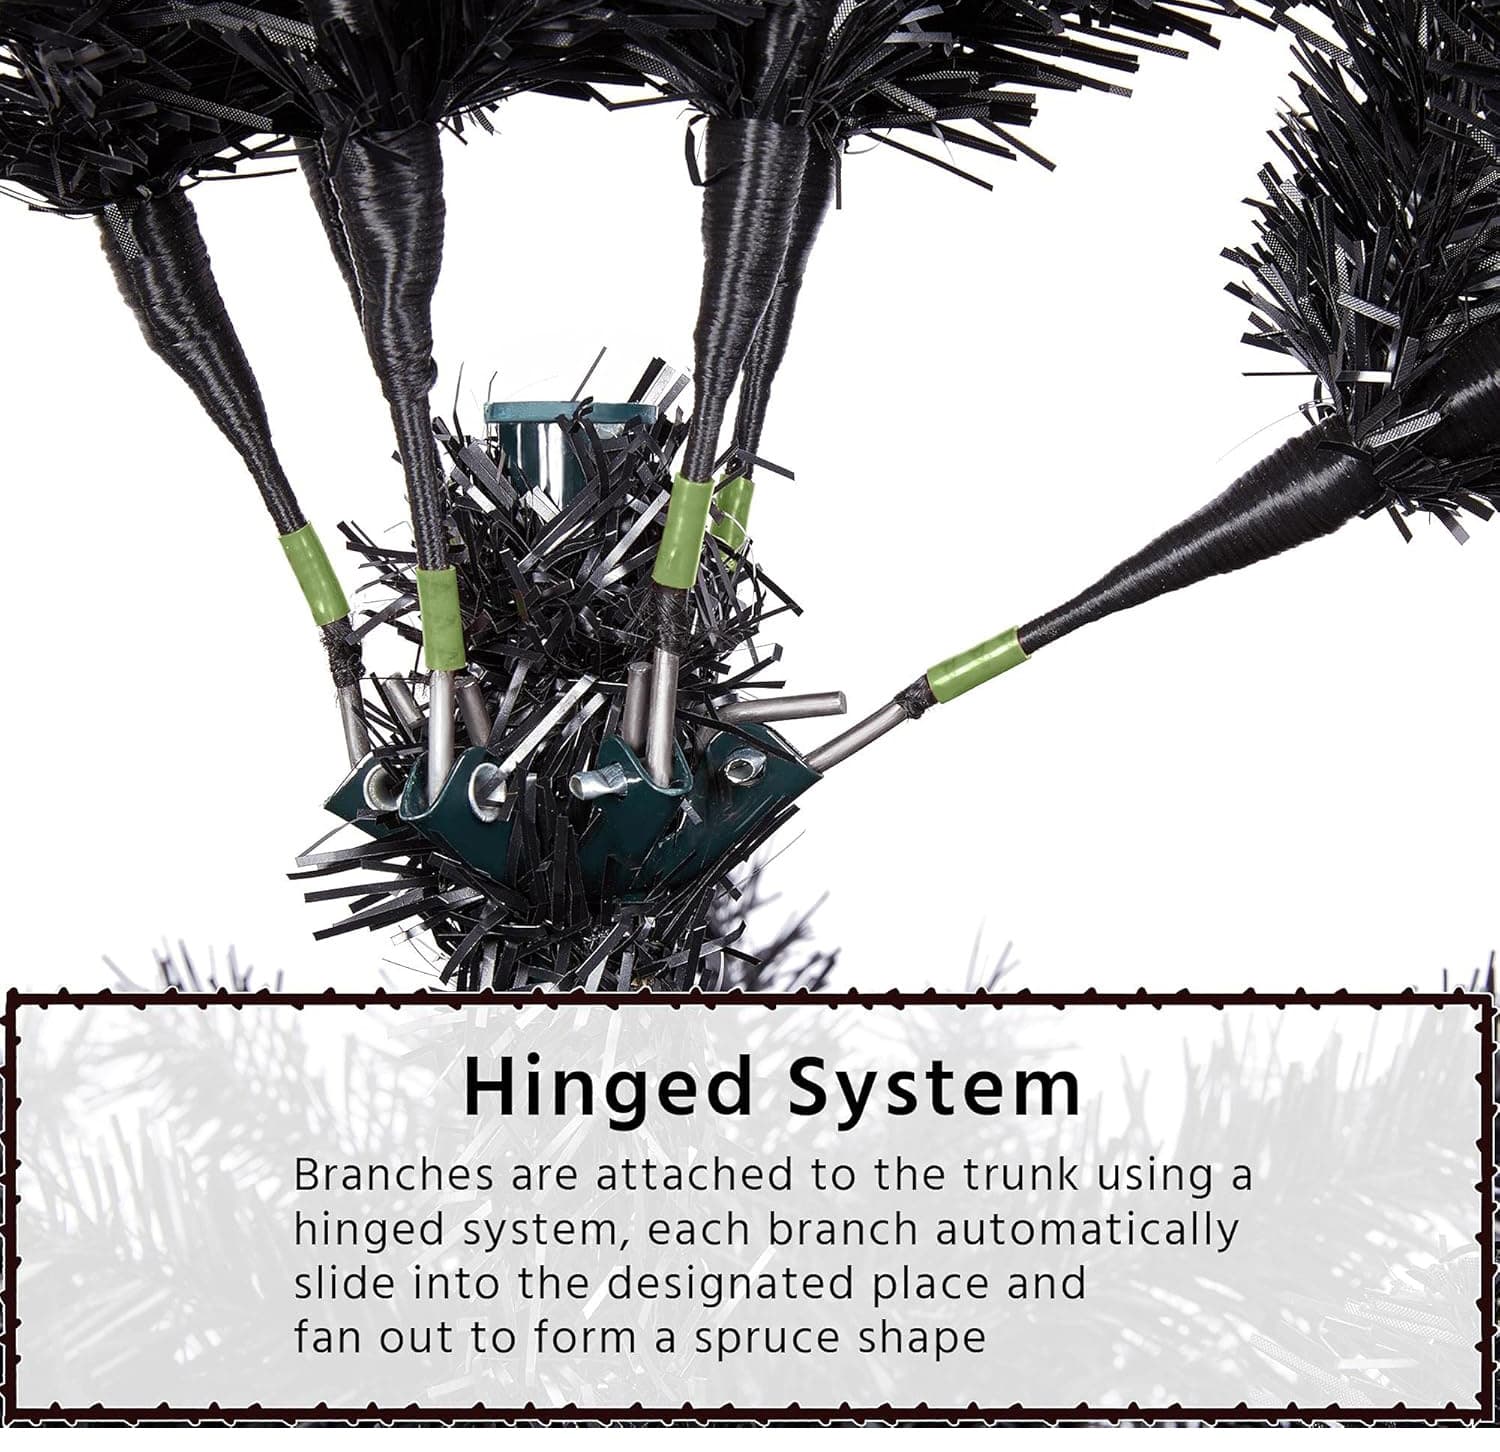 Hinged System
Branches are attached to the trunk using a
hinged system, each branch automatically
slide into the designated place and
fan out to form a spruce shape